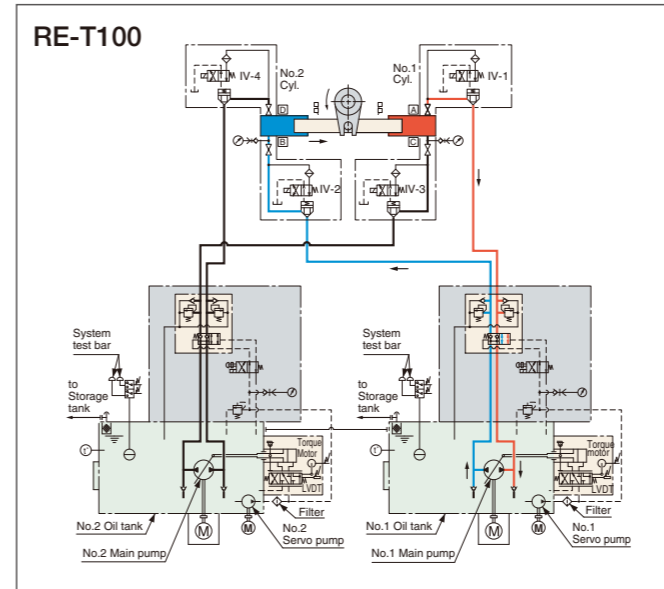 RE-T100
No.2
Cyl.
IV-4
No.1
Cyl.
IV-1
D
A
B
C
IV-2
IV-3
System
test bar
to
Storage
tank
System
test bar
to
Storage
tank
Torque
Motor
LVDT
Torque
motor
LVDT
Filter
Filter
No.2 Oil tank
M
M
No.2
Servo pump
No.2 Main pump
No.1 Oil tank
M
M
No.1
Servo pump
No.1 Main pump